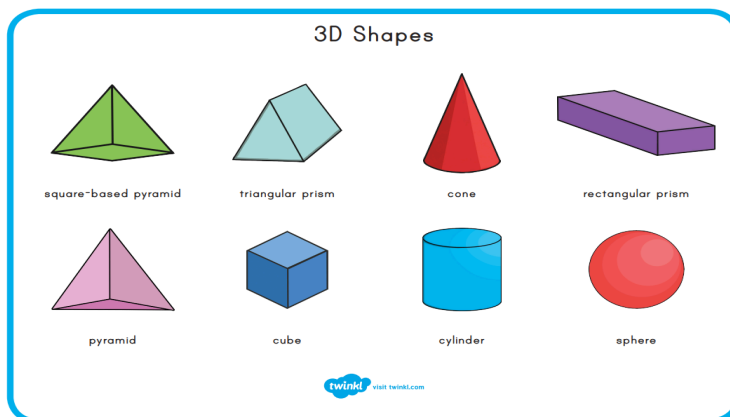 3D Shapes
square-based pyramid
triangular prism
cone
rectangular prism
pyramid
cube
cylinder
sphere
twinkl visit twinkl.com